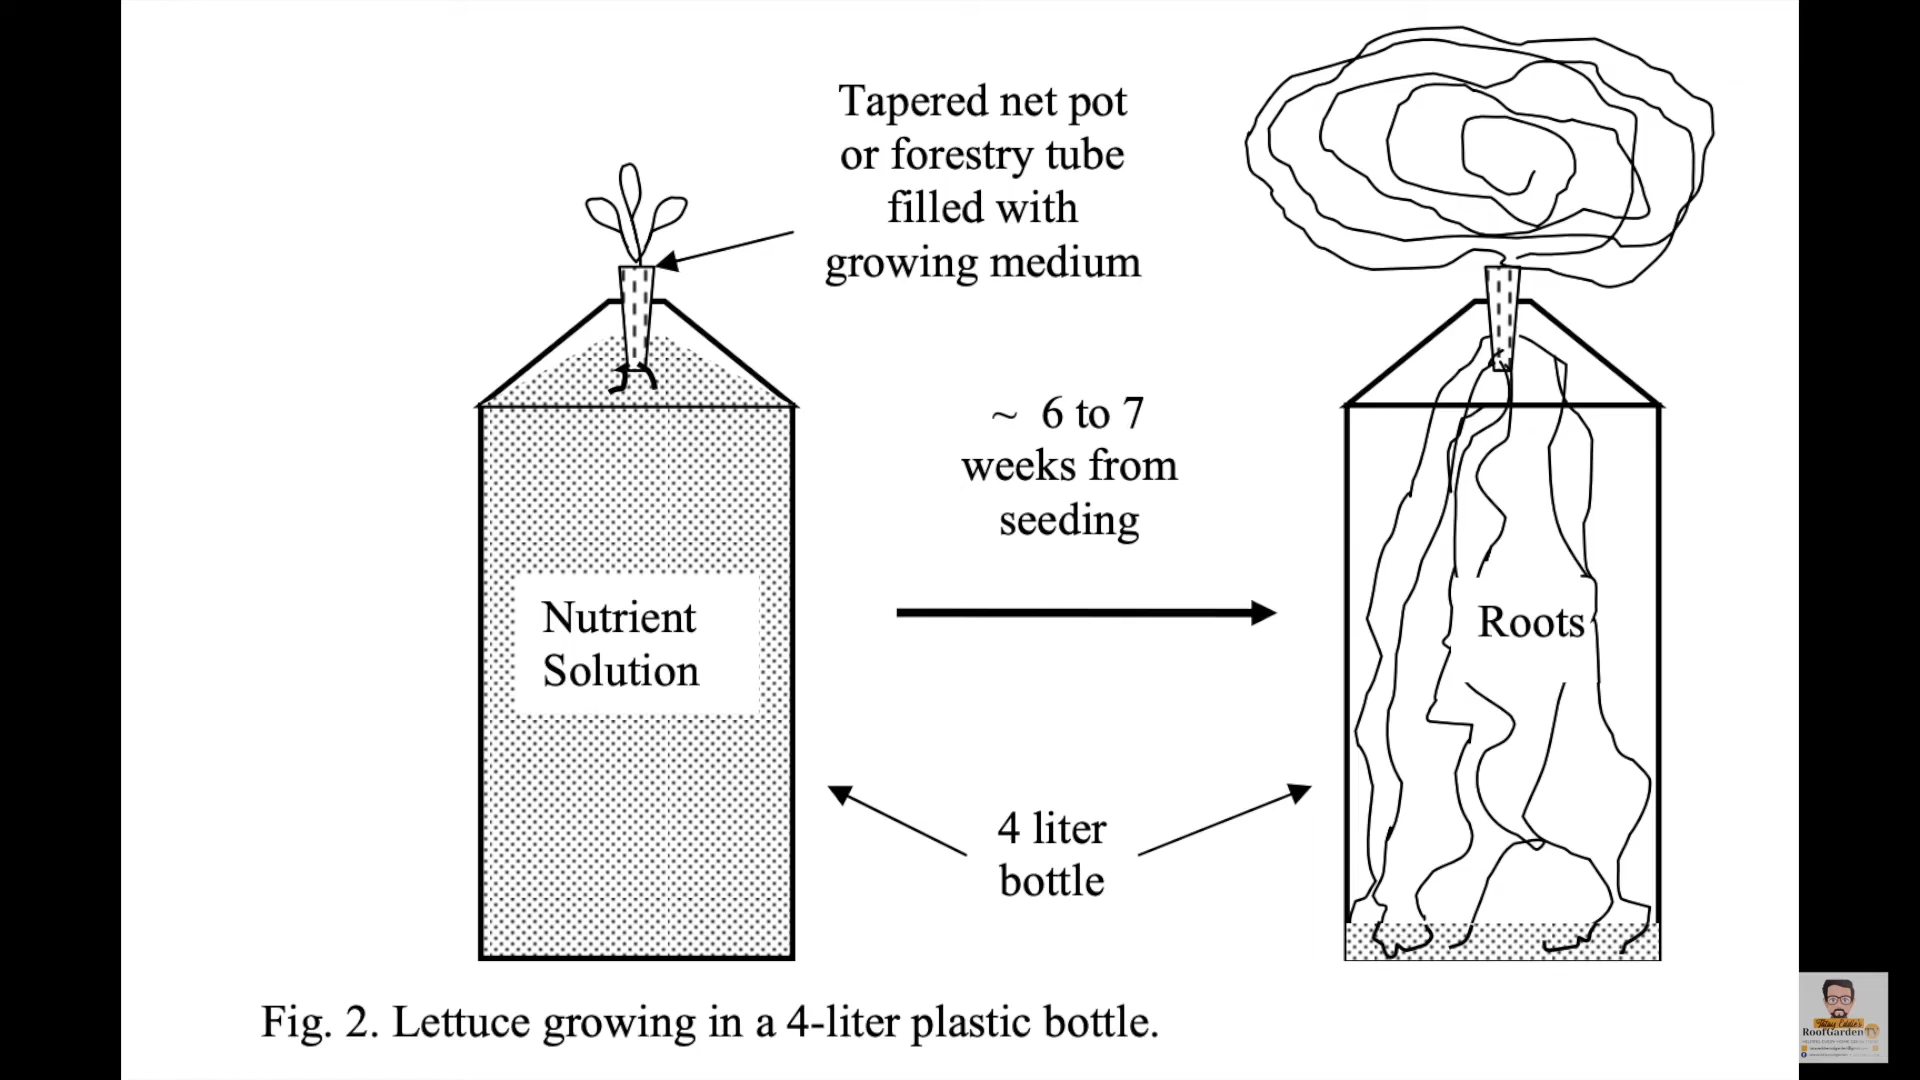 Tapered net pot
or forestry tube
filled with
growing medium
~ 6 to 7
weeks from
seeding
Nutrient
Solution
Roots
4 liter
bottle
Fig. 2. Lettuce growing in a 4-liter plastic bottle.
RoofGarden TV